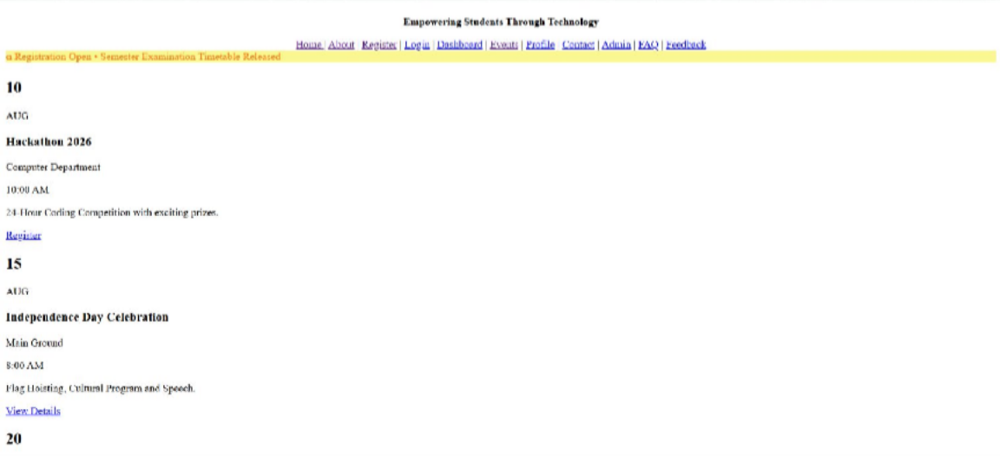 Empowering Students Through Technology
Home | About | Register | Login | Dashboard | Events | Profile | Contact | Admin | FAQ | Feedback
n Registration Open • Semester Examination Timetable Released
10
AUG
Hackathon 2026
Computer Department
10:00 AM
24-Hour Coding Competition with exciting prizes.
Register
15
AUG
Independence Day Celebration
Main Ground
8:00 AM
Flag Hoisting, Cultural Program and Speech.
View Details
20